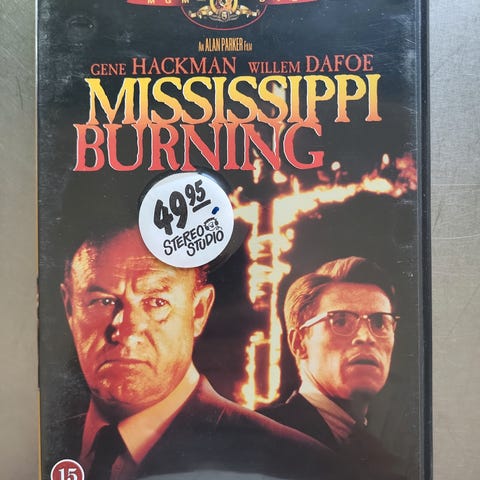 AN ALAN PARKER FILM
GENE HACKMAN WILLEM DAFOE
MISSISSIPPI
BURNING
49.95
STEREO
STUDIO
15